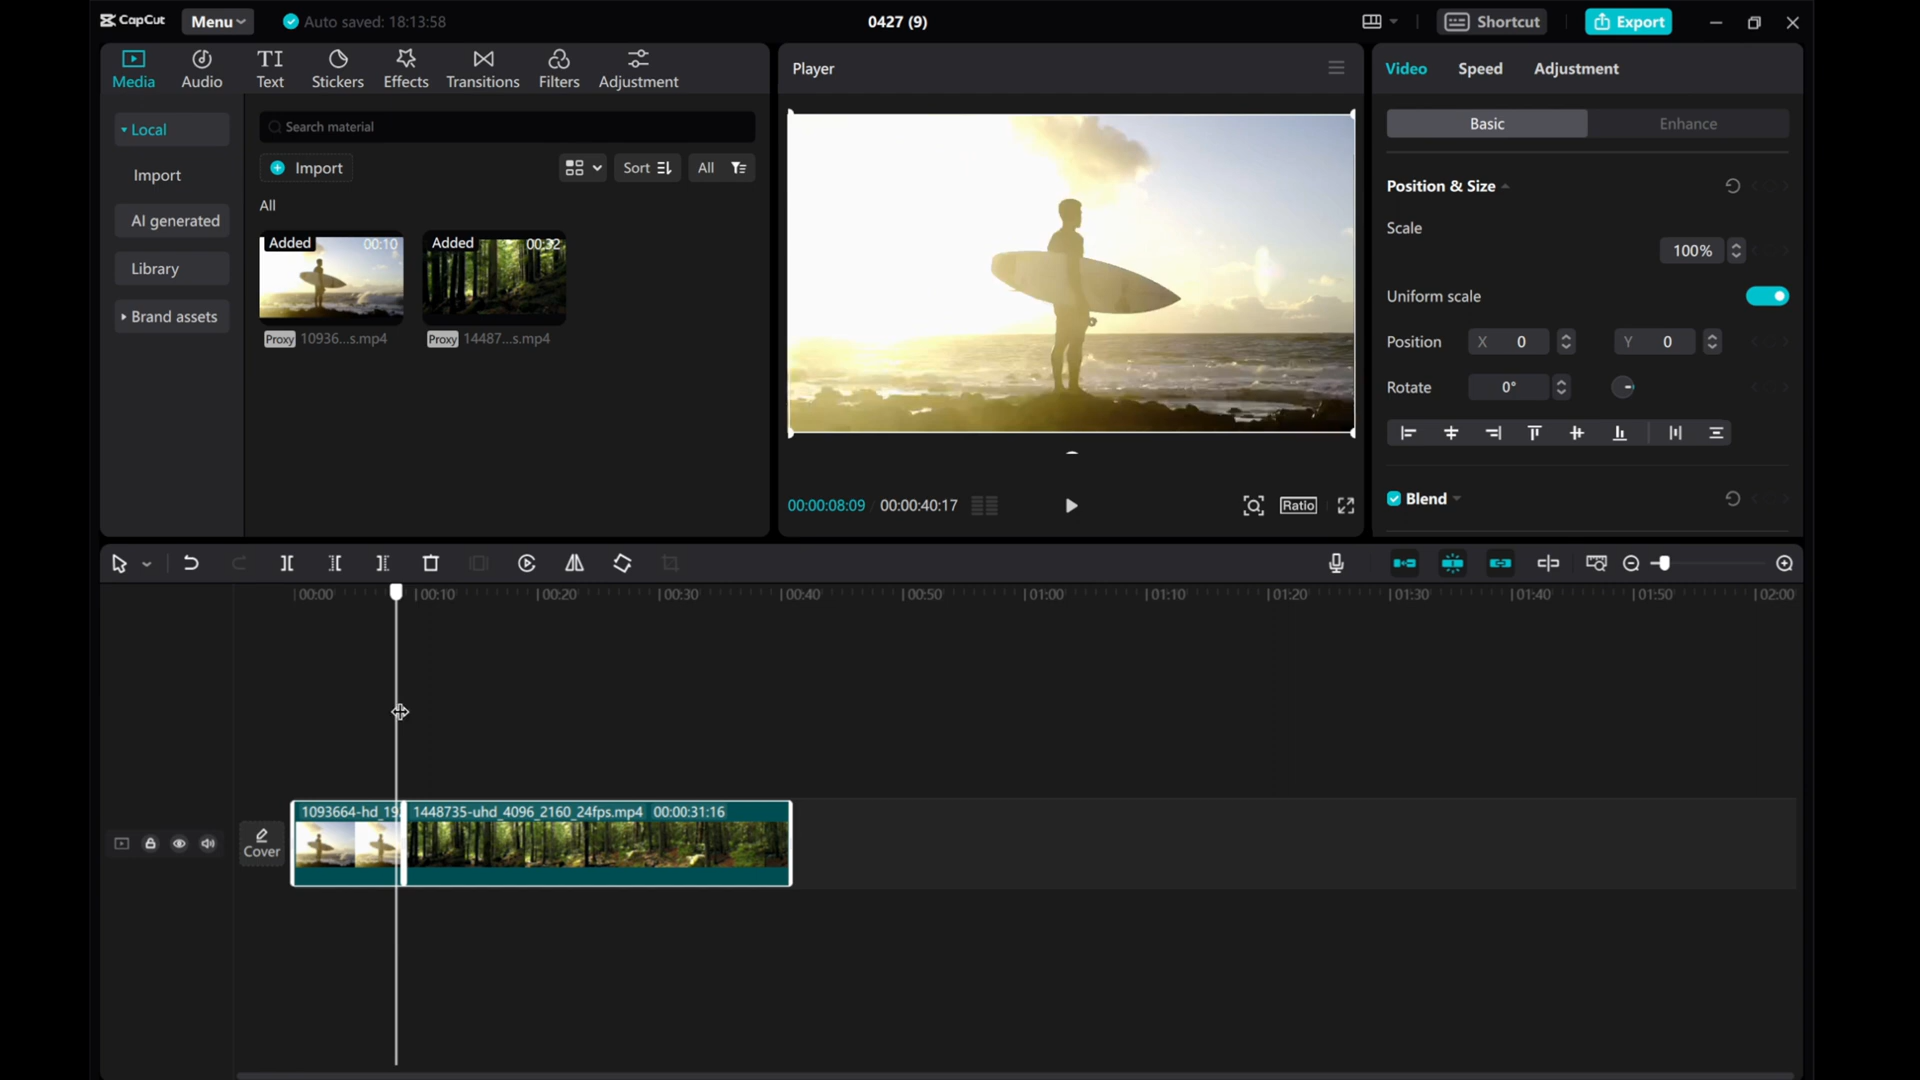 CapCut
Menu
Auto saved: 18:13:58
0427 (9)
Shortcut
Export
Media
Audio
Text
Stickers
Effects
Transitions
Filters
Adjustment
Local
Import
AI generated
Library
Brand assets
Search material
Import
Sort
All
All
Added 00:10
Added 00:32
Proxy 10936...s.mp4
Proxy 14487...s.mp4
Player
00:00:08:09 00:00:40:17
Ratio
Video
Speed
Adjustment
Basic
Enhance
Position & Size
Scale
100%
Uniform scale
Position X 0 Y 0
Rotate 0°
Blend
00:00 00:10 00:20 00:30 00:40 00:50 01:00 01:10 01:20 01:30 01:40 01:50 02:00
Cover
1093664-hd_19
1448735-uhd_4096_2160_24fps.mp4 00:00:31:16